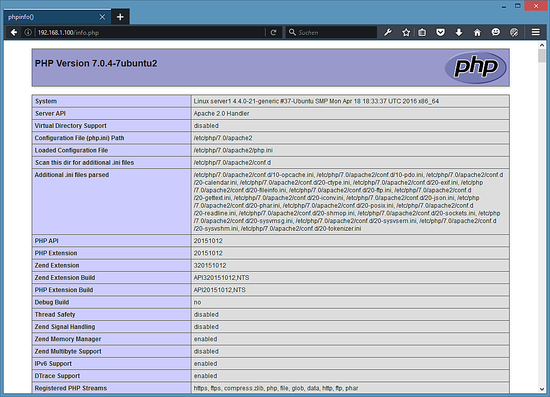 phpinfo()
192.168.1.100/info.php
Suchen
PHP Version 7.0.4-7ubuntu2
php
System Linux server1 4.4.0-21-generic #37-Ubuntu SMP Mon Apr 18 18:33:37 UTC 2016 x86_64
Server API Apache 2.0 Handler
Virtual Directory Support disabled
Configuration File (php.ini) Path /etc/php/7.0/apache2
Loaded Configuration File /etc/php/7.0/apache2/php.ini
Scan this dir for additional .ini files /etc/php/7.0/apache2/conf.d
Additional .ini files parsed /etc/php/7.0/apache2/conf.d/10-opcache.ini, /etc/php/7.0/apache2/conf.d/10-pdo.ini, /etc/php/7.0/apache2/conf.d
/20-calendar.ini, /etc/php/7.0/apache2/conf.d/20-ctype.ini, /etc/php/7.0/apache2/conf.d/20-exif.ini, /etc/php
/7.0/apache2/conf.d/20-fileinfo.ini, /etc/php/7.0/apache2/conf.d/20-ftp.ini, /etc/php/7.0/apache2/conf.d
/20-gettext.ini, /etc/php/7.0/apache2/conf.d/20-iconv.ini, /etc/php/7.0/apache2/conf.d/20-json.ini, /etc/php
/7.0/apache2/conf.d/20-phar.ini, /etc/php/7.0/apache2/conf.d/20-posix.ini, /etc/php/7.0/apache2/conf.d
/20-readline.ini, /etc/php/7.0/apache2/conf.d/20-shmop.ini, /etc/php/7.0/apache2/conf.d/20-sockets.ini, /etc/php
/7.0/apache2/conf.d/20-sysvmsg.ini, /etc/php/7.0/apache2/conf.d/20-sysvsem.ini, /etc/php/7.0/apache2/conf.d
/20-sysvshm.ini, /etc/php/7.0/apache2/conf.d/20-tokenizer.ini
PHP API 20151012
PHP Extension 20151012
Zend Extension 320151012
Zend Extension Build API320151012,NTS
PHP Extension Build API20151012,NTS
Debug Build no
Thread Safety disabled
Zend Signal Handling disabled
Zend Memory Manager enabled
Zend Multibyte Support disabled
IPv6 Support enabled
DTrace Support enabled
Registered PHP Streams https, ftps, compress.zlib, php, file, glob, data, http, ftp, phar